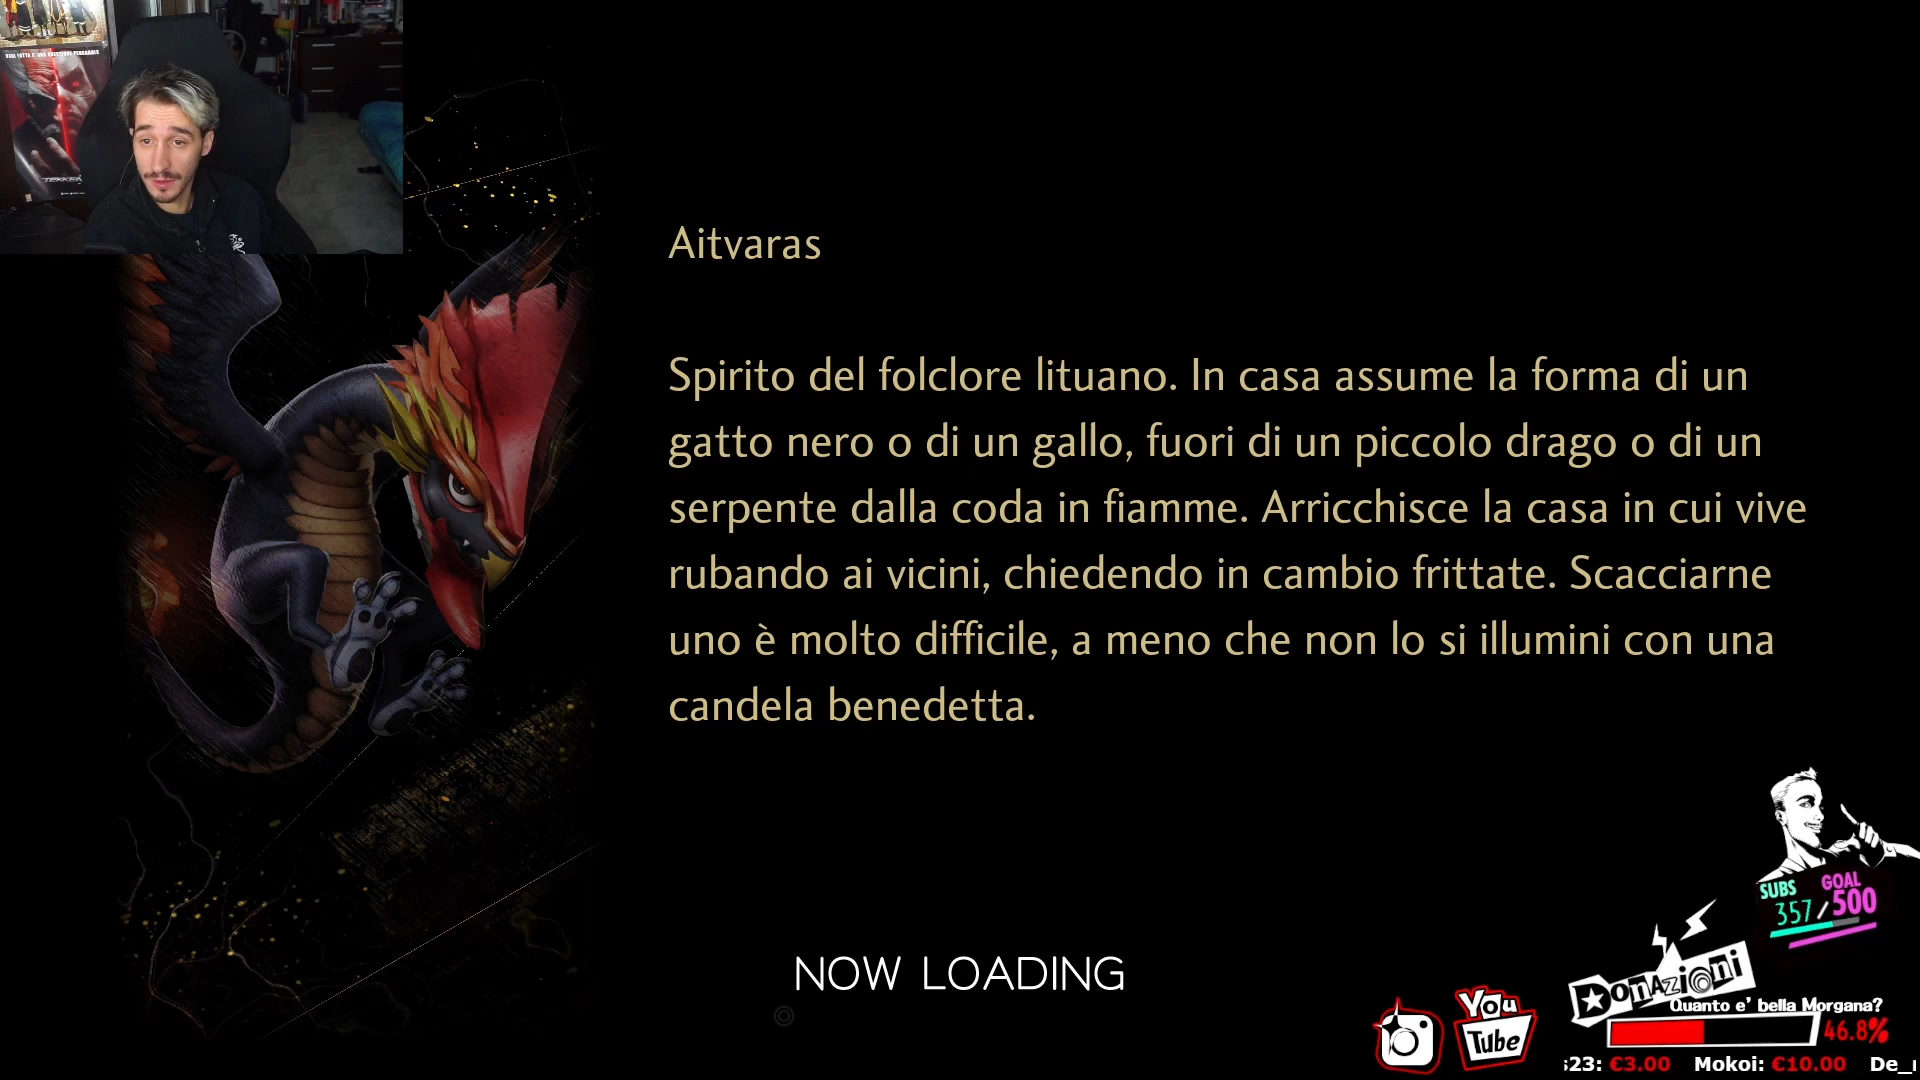 TEKKEN
Aitvaras
Spirito del folclore lituano. In casa assume la forma di un
gatto nero o di un gallo, fuori di un piccolo drago o di un
serpente dalla coda in fiamme. Arricchisce la casa in cui vive
rubando ai vicini, chiedendo in cambio frittate. Scacciarne
uno è molto difficile, a meno che non lo si illumini con una
candela benedetta.
SUBS GOAL
357/500
NOW LOADING
You
Tube
Donazioni
Quanto e' bella Morgana?
46.8%
23: €3.00 Mokoi: €10.00 De_